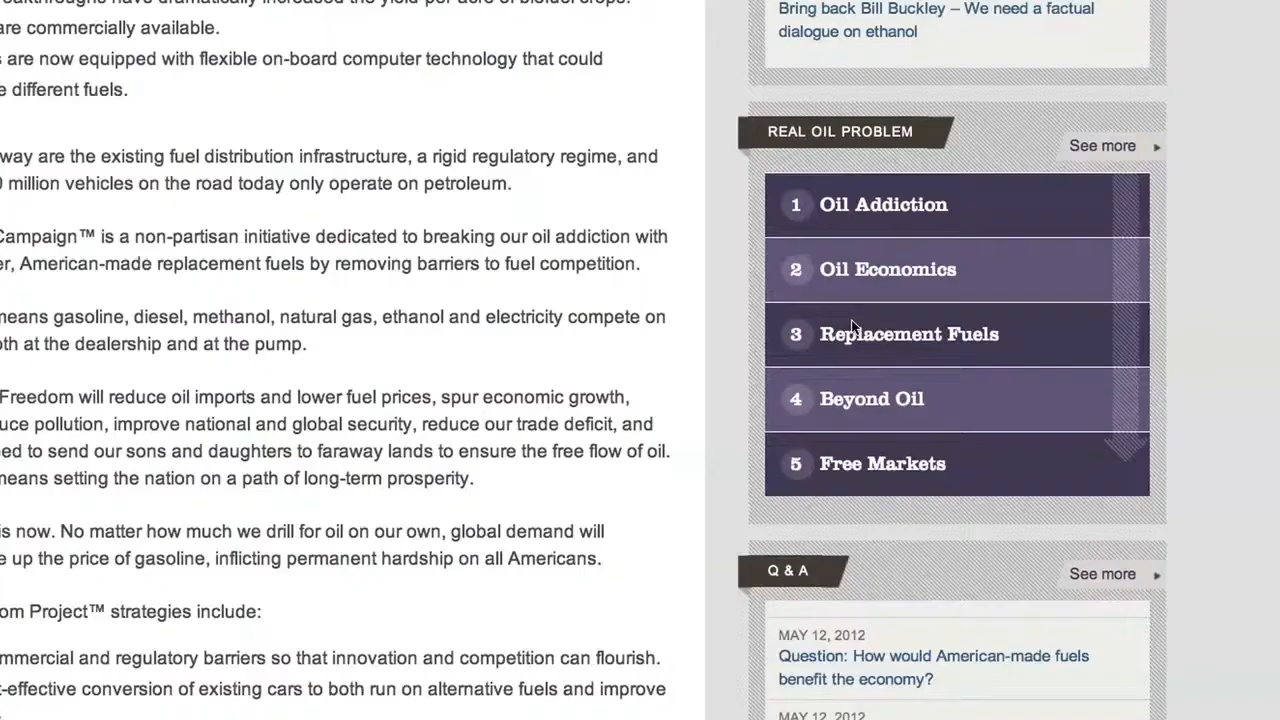 are commercially available.
are now equipped with flexible on-board computer technology that could
e different fuels.
way are the existing fuel distribution infrastructure, a rigid regulatory regime, and
million vehicles on the road today only operate on petroleum.
Campaign™ is a non-partisan initiative dedicated to breaking our oil addiction with
er, American-made replacement fuels by removing barriers to fuel competition.
means gasoline, diesel, methanol, natural gas, ethanol and electricity compete on
oth at the dealership and at the pump.
Freedom will reduce oil imports and lower fuel prices, spur economic growth,
uce pollution, improve national and global security, reduce our trade deficit, and
eed to send our sons and daughters to faraway lands to ensure the free flow of oil.
means setting the nation on a path of long-term prosperity.
is now. No matter how much we drill for oil on our own, global demand will
e up the price of gasoline, inflicting permanent hardship on all Americans.
om Project™ strategies include:
mmercial and regulatory barriers so that innovation and competition can flourish.
t-effective conversion of existing cars to both run on alternative fuels and improve
Bring back Bill Buckley – We need a factual
dialogue on ethanol
REAL OIL PROBLEM
See more
1 Oil Addiction
2 Oil Economics
3 Replacement Fuels
4 Beyond Oil
5 Free Markets
Q & A
See more
MAY 12, 2012
Question: How would American-made fuels
benefit the economy?
MAY 12, 2012